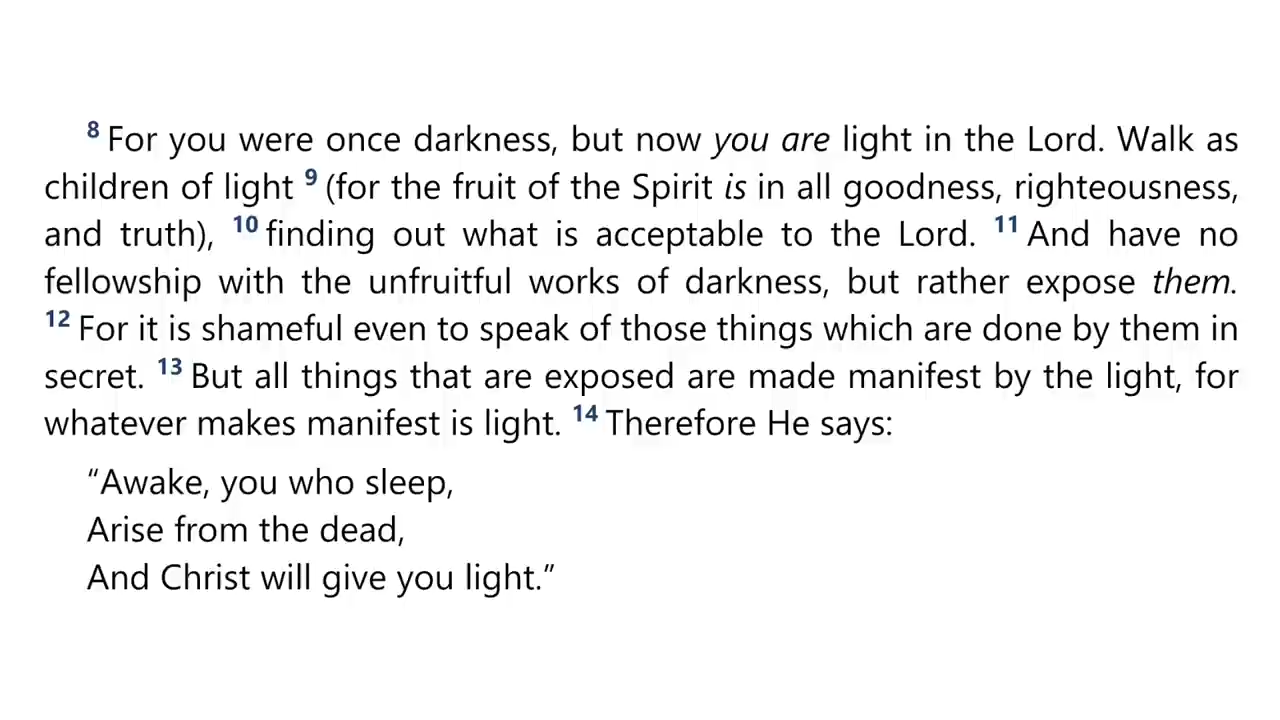 8 For you were once darkness, but now you are light in the Lord. Walk as
children of light 9 (for the fruit of the Spirit is in all goodness, righteousness,
and truth), 10 finding out what is acceptable to the Lord. 11 And have no
fellowship with the unfruitful works of darkness, but rather expose them.
12 For it is shameful even to speak of those things which are done by them in
secret. 13 But all things that are exposed are made manifest by the light, for
whatever makes manifest is light. 14 Therefore He says:
“Awake, you who sleep,
Arise from the dead,
And Christ will give you light.”